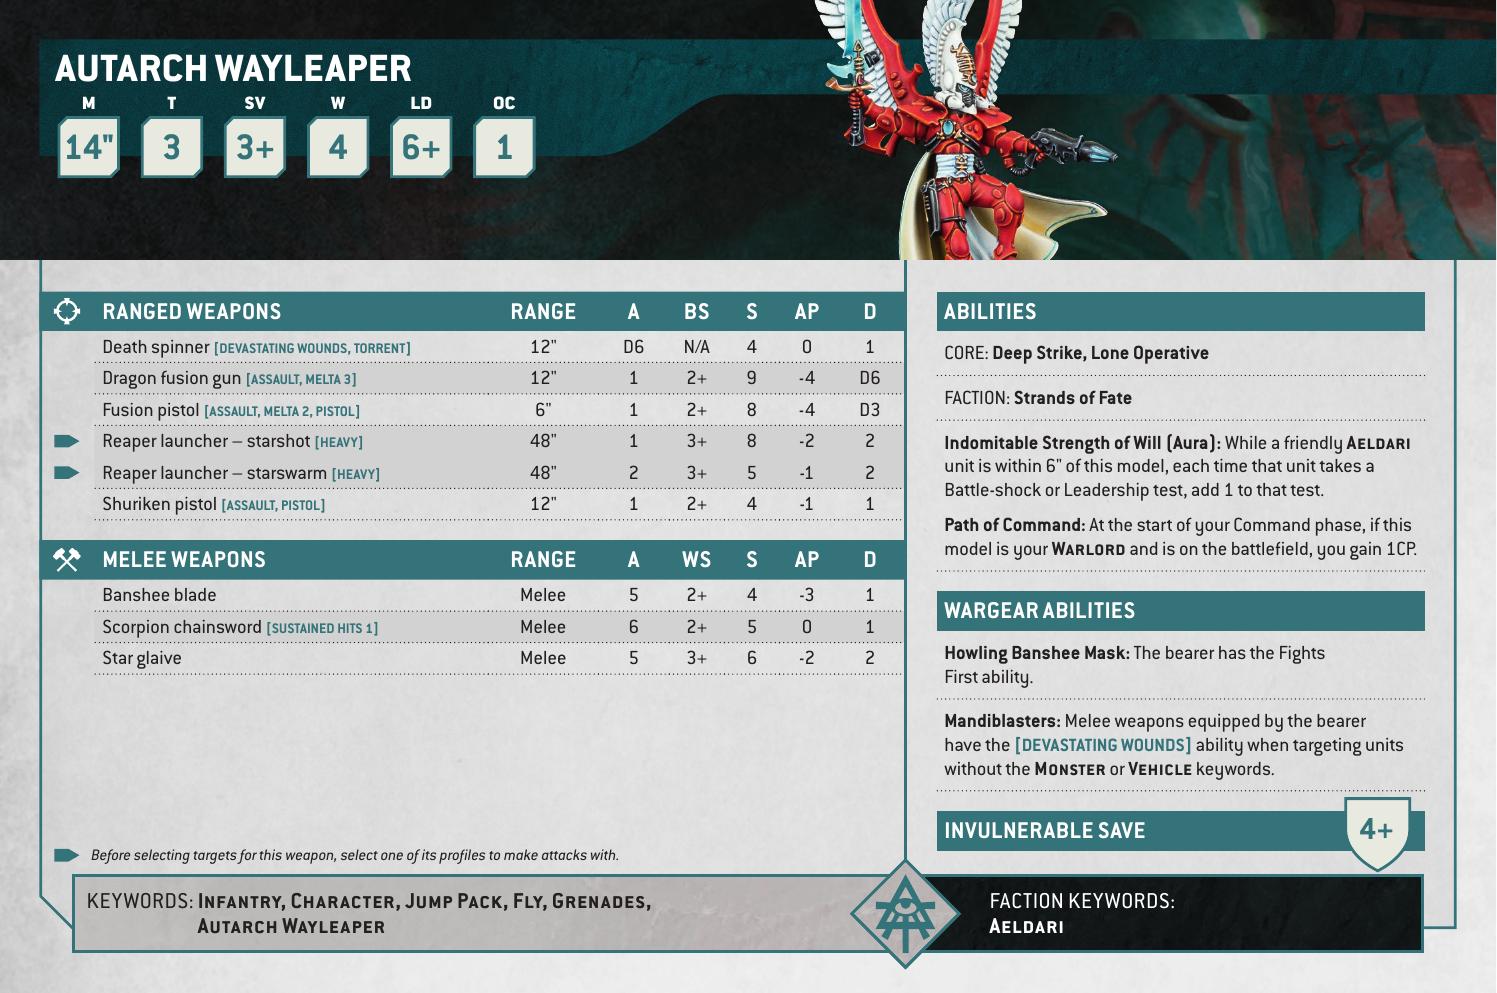 AUTARCH WAYLEAPER
M T SV W LD OC
14" 3 3+ 4 6+ 1
RANGED WEAPONS RANGE A BS S AP D
Death spinner [DEVASTATING WOUNDS, TORRENT] 12" D6 N/A 4 0 1
Dragon fusion gun [ASSAULT, MELTA 3] 12" 1 2+ 9 -4 D6
Fusion pistol [ASSAULT, MELTA 2, PISTOL] 6" 1 2+ 8 -4 D3
Reaper launcher – starshot [HEAVY] 48" 1 3+ 8 -2 2
Reaper launcher – starswarm [HEAVY] 48" 2 3+ 5 -1 2
Shuriken pistol [ASSAULT, PISTOL] 12" 1 2+ 4 -1 1
MELEE WEAPONS RANGE A WS S AP D
Banshee blade Melee 5 2+ 4 -3 1
Scorpion chainsword [SUSTAINED HITS 1] Melee 6 2+ 5 0 1
Star glaive Melee 5 3+ 6 -2 2
Before selecting targets for this weapon, select one of its profiles to make attacks with.
ABILITIES
CORE: Deep Strike, Lone Operative
FACTION: Strands of Fate
Indomitable Strength of Will (Aura): While a friendly AELDARI
unit is within 6" of this model, each time that unit takes a
Battle-shock or Leadership test, add 1 to that test.
Path of Command: At the start of your Command phase, if this
model is your WARLORD and is on the battlefield, you gain 1CP.
WARGEAR ABILITIES
Howling Banshee Mask: The bearer has the Fights
First ability.
Mandiblasters: Melee weapons equipped by the bearer
have the [DEVASTATING WOUNDS] ability when targeting units
without the MONSTER or VEHICLE keywords.
INVULNERABLE SAVE 4+
KEYWORDS: INFANTRY, CHARACTER, JUMP PACK, FLY, GRENADES,
AUTARCH WAYLEAPER
FACTION KEYWORDS:
AELDARI